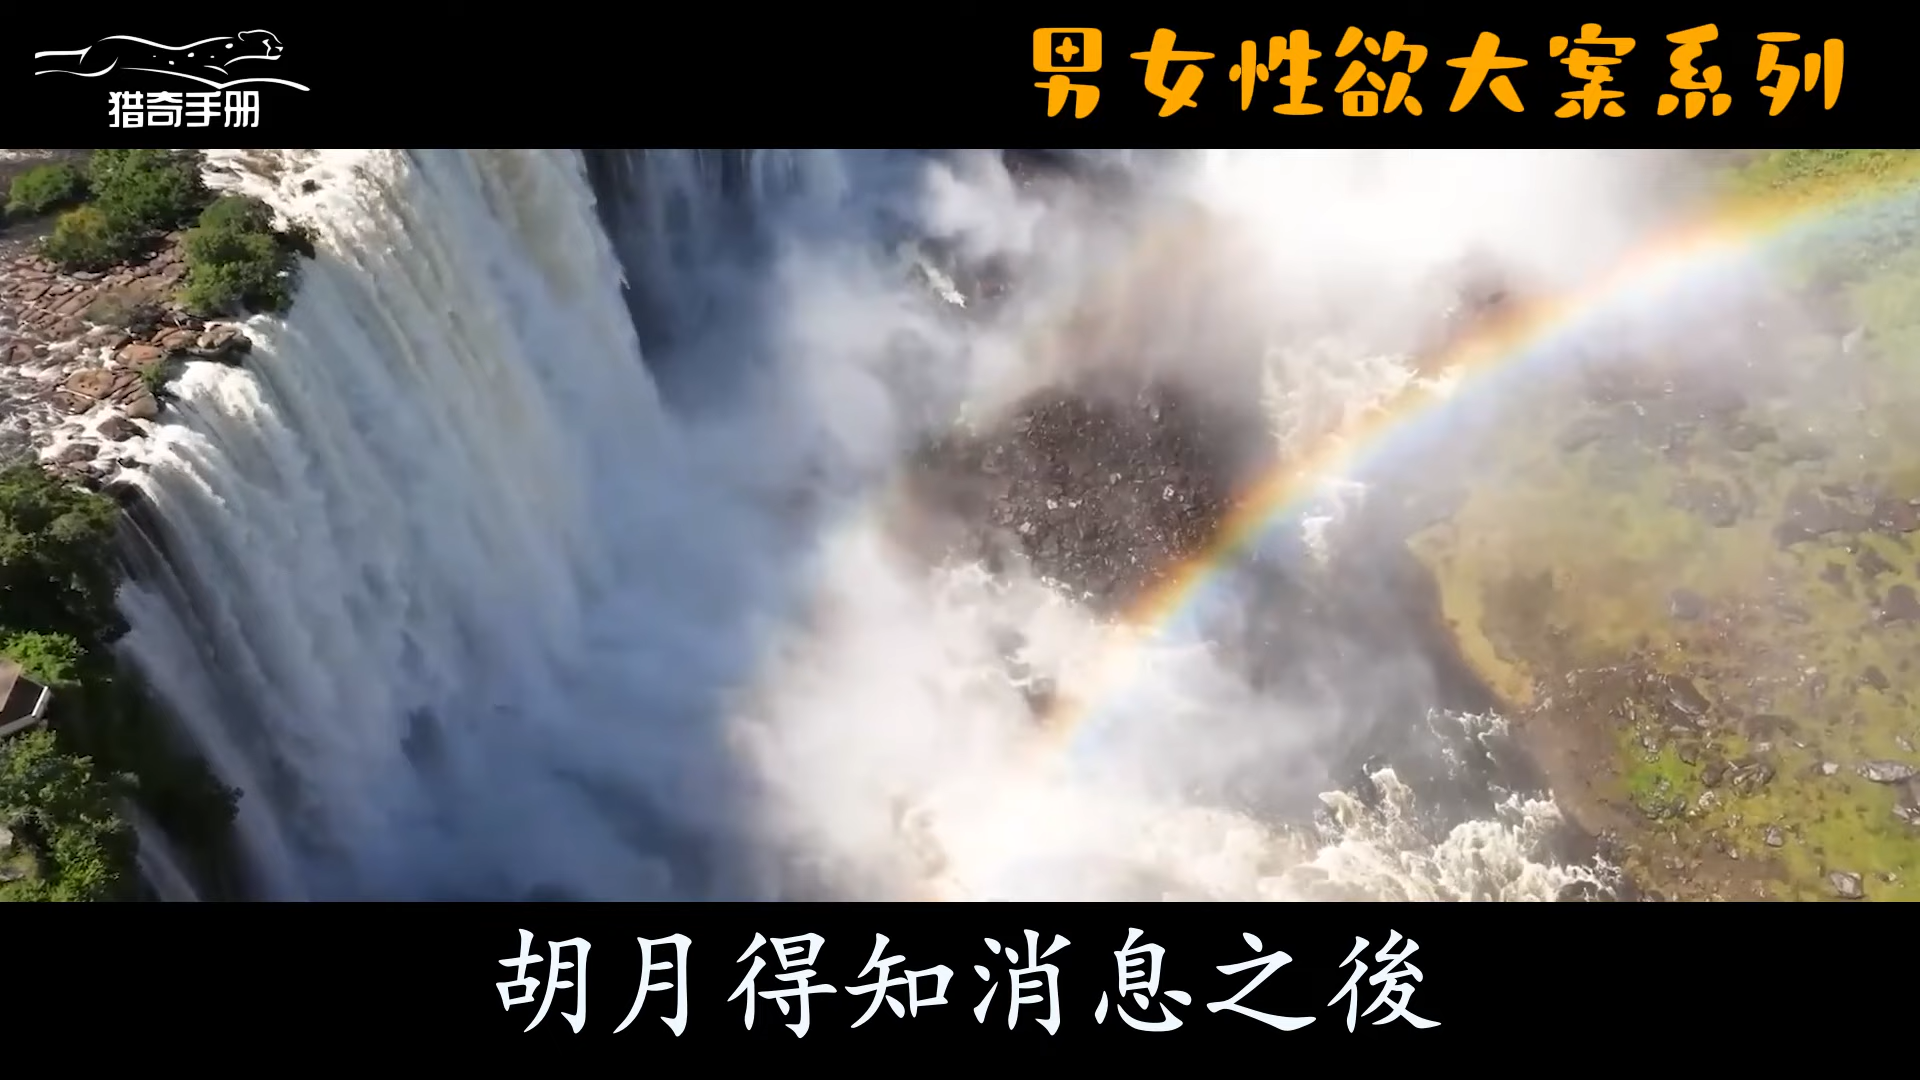 猎奇手册
男女性欲大案系列
胡月得知消息之後